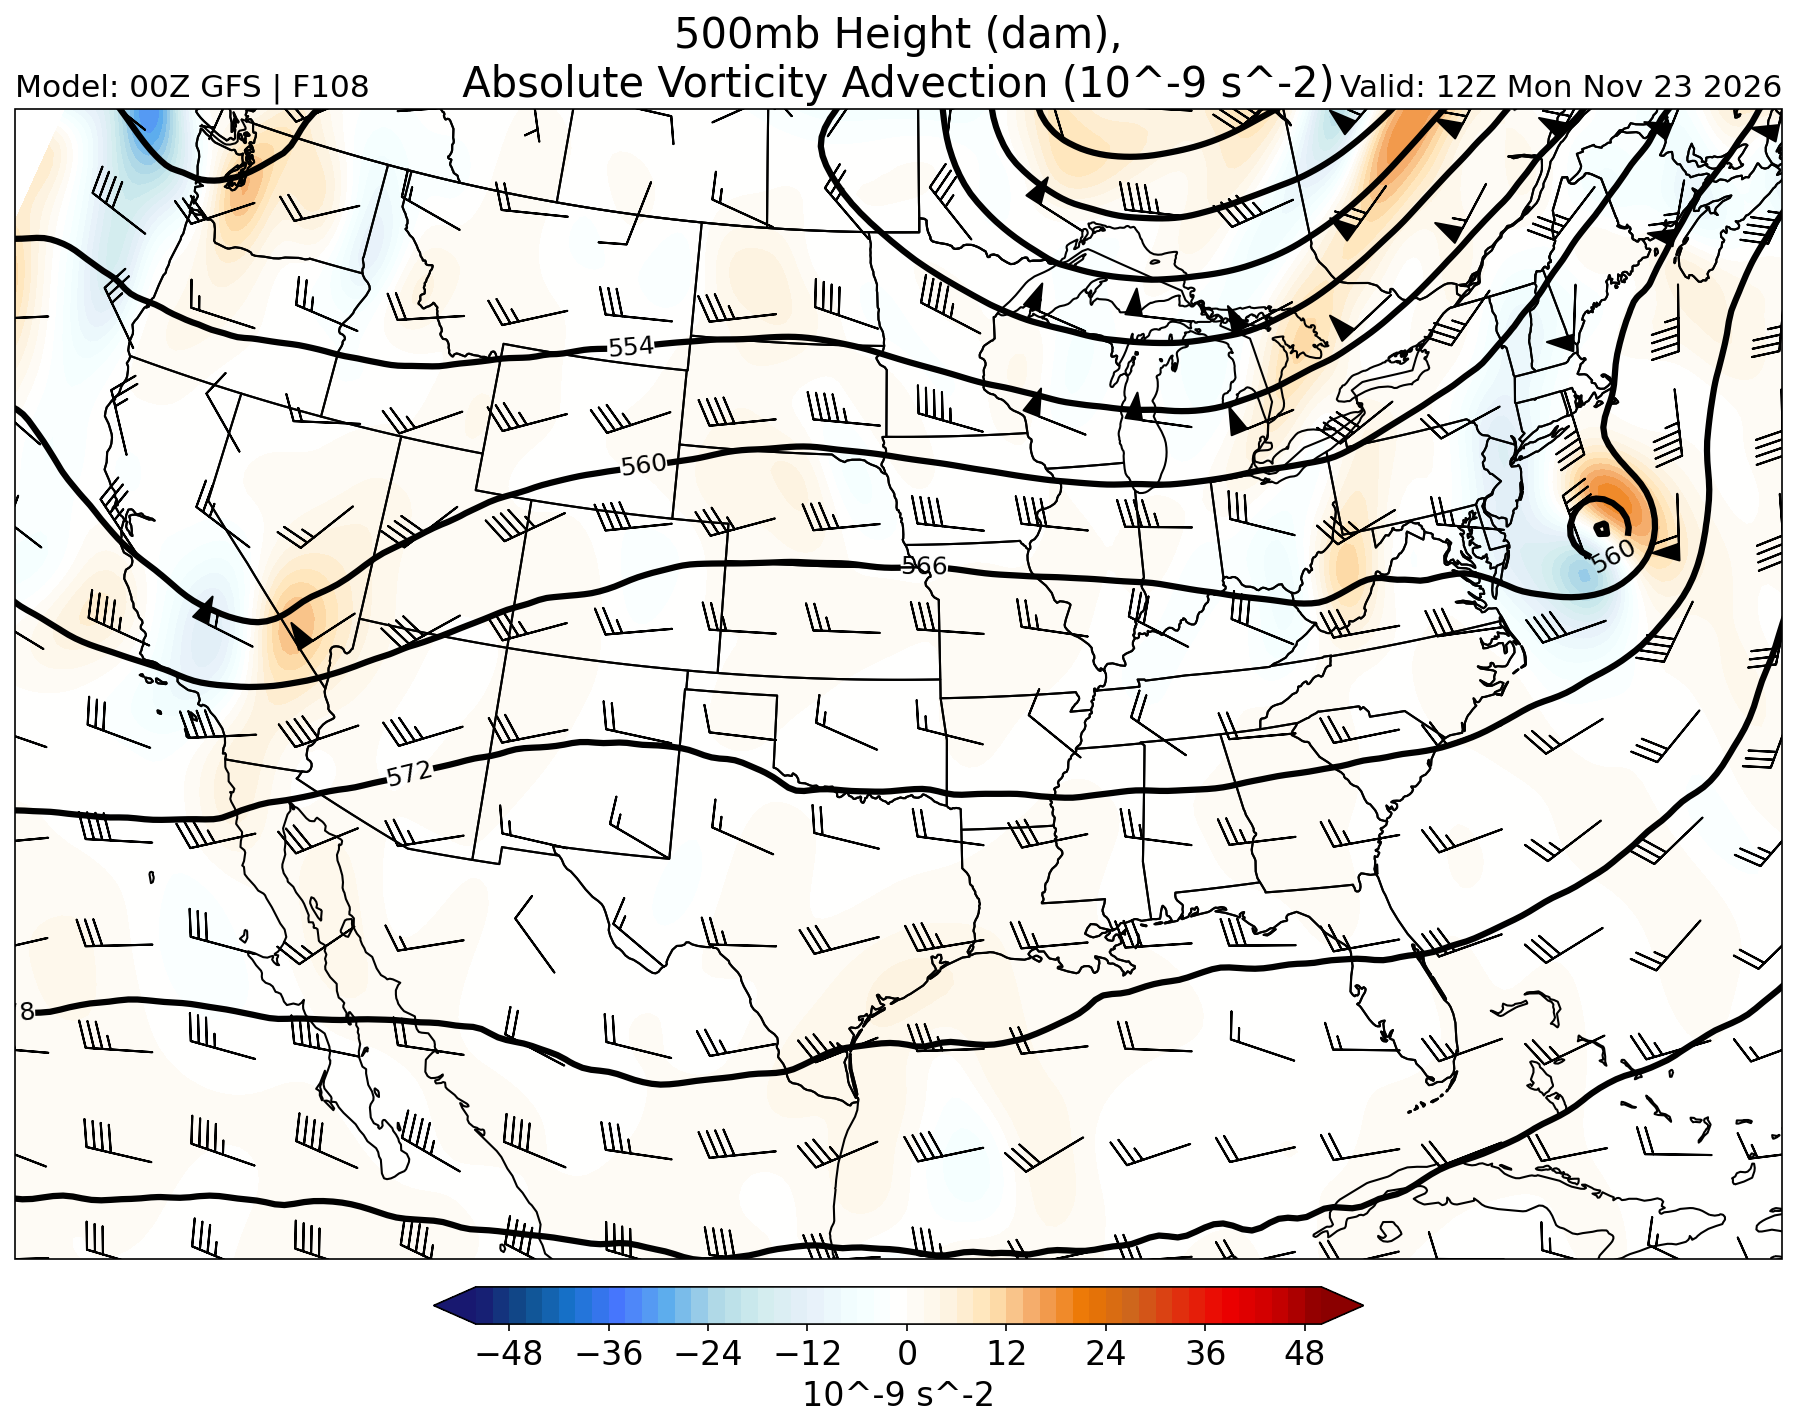 500mb Height (dam),
Absolute Vorticity Advection (10^-9 s^-2)
Model: 00Z GFS | F108
Valid: 12Z Mon Nov 23 2026
554
560
566
560
572
8
−48 −36 −24 −12 0 12 24 36 48
10^-9 s^-2